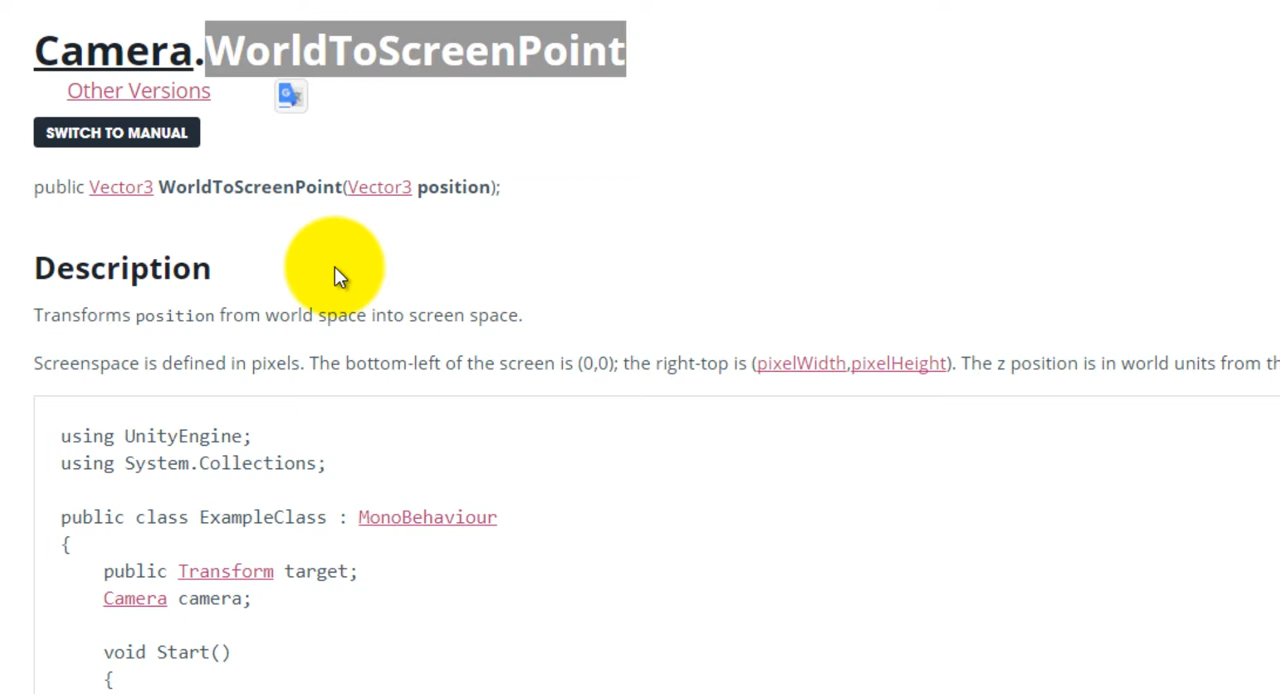 Camera.WorldToScreenPoint
Other Versions
SWITCH TO MANUAL
public Vector3 WorldToScreenPoint(Vector3 position);
Description
Transforms position from world space into screen space.
Screenspace is defined in pixels. The bottom-left of the screen is (0,0); the right-top is (pixelWidth,pixelHeight). The z position is in world units from th
using UnityEngine;
using System.Collections;
public class ExampleClass : MonoBehaviour
{
public Transform target;
Camera camera;
void Start()
{